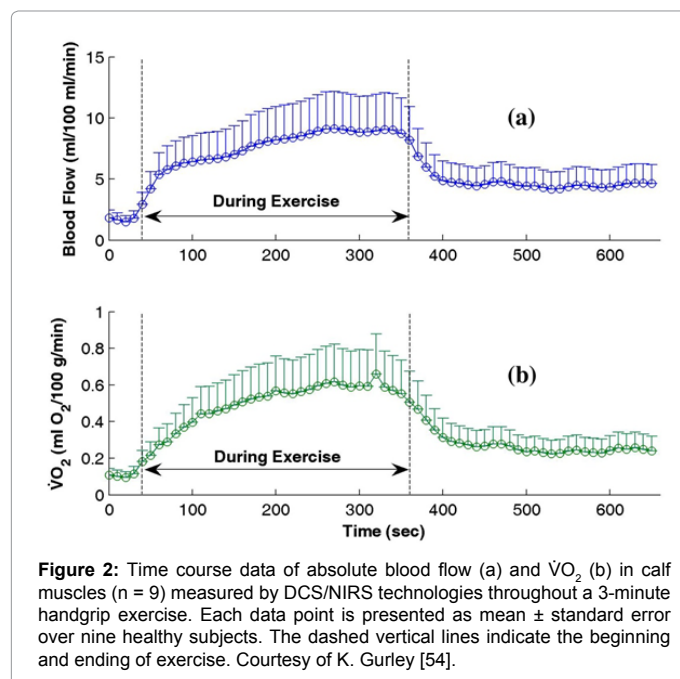 15
10
5
0
Blood Flow (ml/100 ml/min)
(a)
During Exercise
0 100 200 300 400 500 600
1
0.8
0.6
0.4
0.2
0
V̇O₂ (ml O₂/100 g/min)
(b)
During Exercise
0 100 200 300 400 500 600
Time (sec)
Figure 2: Time course data of absolute blood flow (a) and V̇O₂ (b) in calf
muscles (n = 9) measured by DCS/NIRS technologies throughout a 3-minute
handgrip exercise. Each data point is presented as mean ± standard error
over nine healthy subjects. The dashed vertical lines indicate the beginning
and ending of exercise. Courtesy of K. Gurley [54].